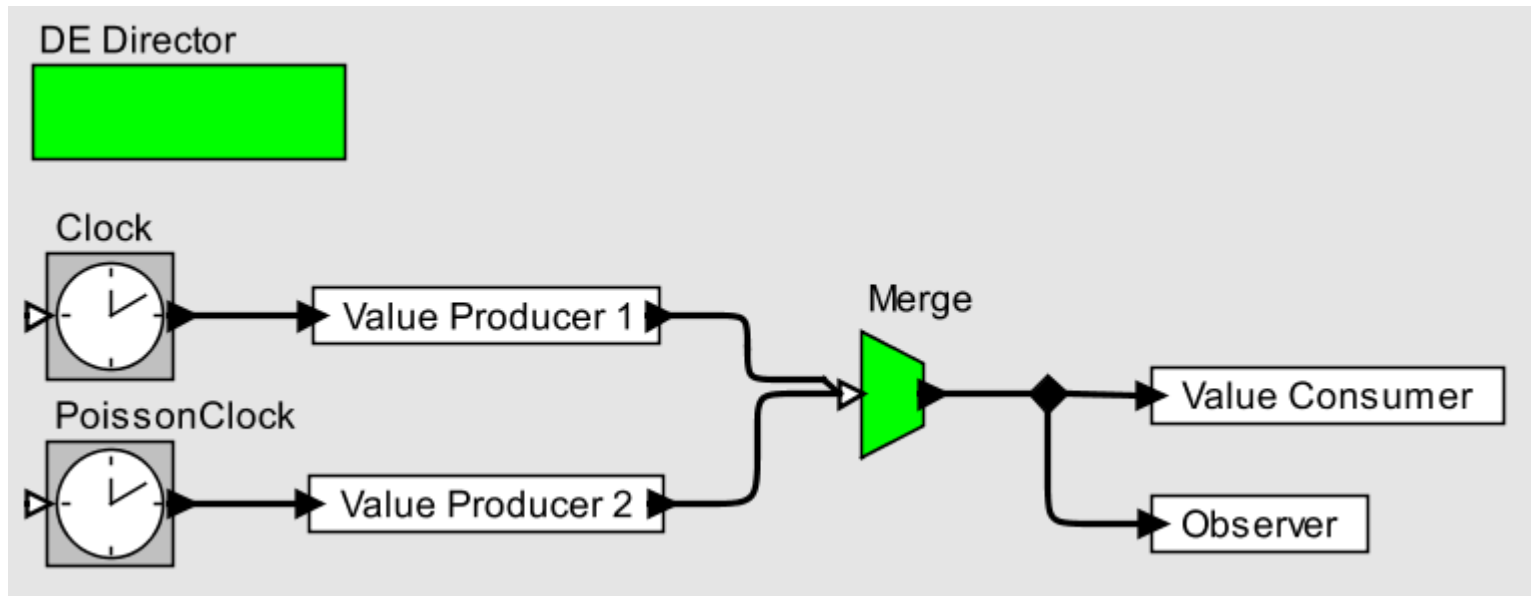 DE Director
Clock
Value Producer 1
Merge
PoissonClock
Value Consumer
Value Producer 2
Observer